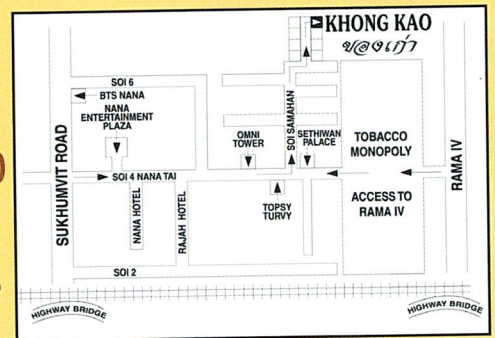 KHONG KAO
ของเก่า
SOI 6
BTS NANA
NANA
ENTERTAINMENT
PLAZA
OMNI
TOWER
SOI SAMAHAN
SETHIWAN
PALACE
TOBACCO
MONOPOLY
SUKHUMVIT ROAD
RAMA IV
SOI 4 NANA TAI
NANA HOTEL
RAJAH HOTEL
TOPSY
TURVY
ACCESS TO
RAMA IV
SOI 2
HIGHWAY BRIDGE
HIGHWAY BRIDGE